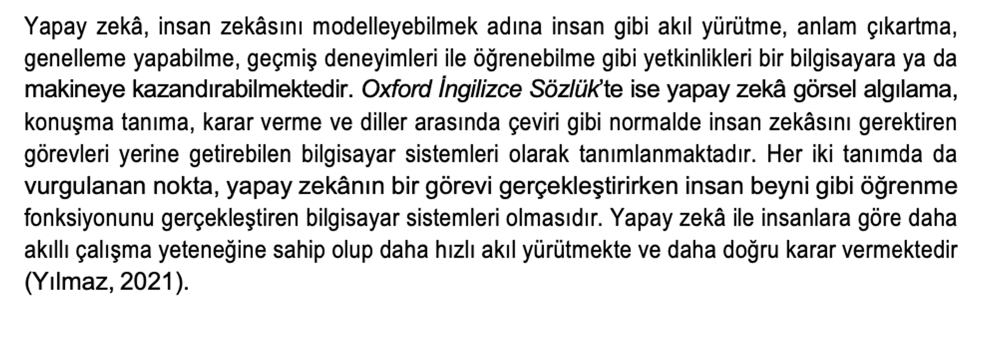 Yapay zekâ, insan zekâsını modelleyebilmek adına insan gibi akıl yürütme, anlam çıkartma,
genelleme yapabilme, geçmiş deneyimleri ile öğrenebilme gibi yetkinlikleri bir bilgisayara ya da
makineye kazandırabilmektedir. Oxford İngilizce Sözlük'te ise yapay zekâ görsel algılama,
konuşma tanıma, karar verme ve diller arasında çeviri gibi normalde insan zekâsını gerektiren
görevleri yerine getirebilen bilgisayar sistemleri olarak tanımlanmaktadır. Her iki tanımda da
vurgulanan nokta, yapay zekânın bir görevi gerçekleştirirken insan beyni gibi öğrenme
fonksiyonunu gerçekleştiren bilgisayar sistemleri olmasıdır. Yapay zekâ ile insanlara göre daha
akıllı çalışma yeteneğine sahip olup daha hızlı akıl yürütmekte ve daha doğru karar vermektedir
(Yılmaz, 2021).